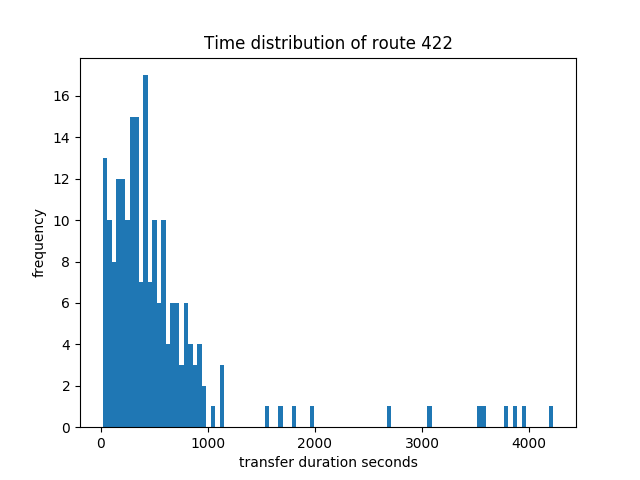 Time distribution of route 422
frequency
16
14
12
10
8
6
4
2
0
0 1000 2000 3000 4000
transfer duration seconds